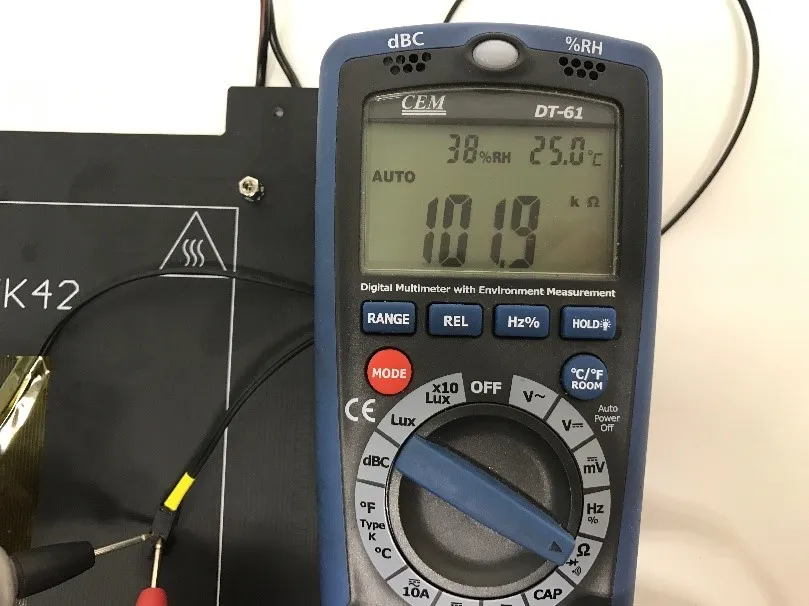 dBC %RH
CEM DT-61
38%RH 25.0°C
AUTO
101.9 kΩ
Digital Multimeter with Environment Measurement
RANGE REL Hz% HOLD
MODE
°C/°F
ROOM
CE
x10
Lux
OFF
V~
Lux
V
Auto
Power
Off
dBC
mV
°F
Type
K
°C
Hz
%
Ω
10A
CAP
K42